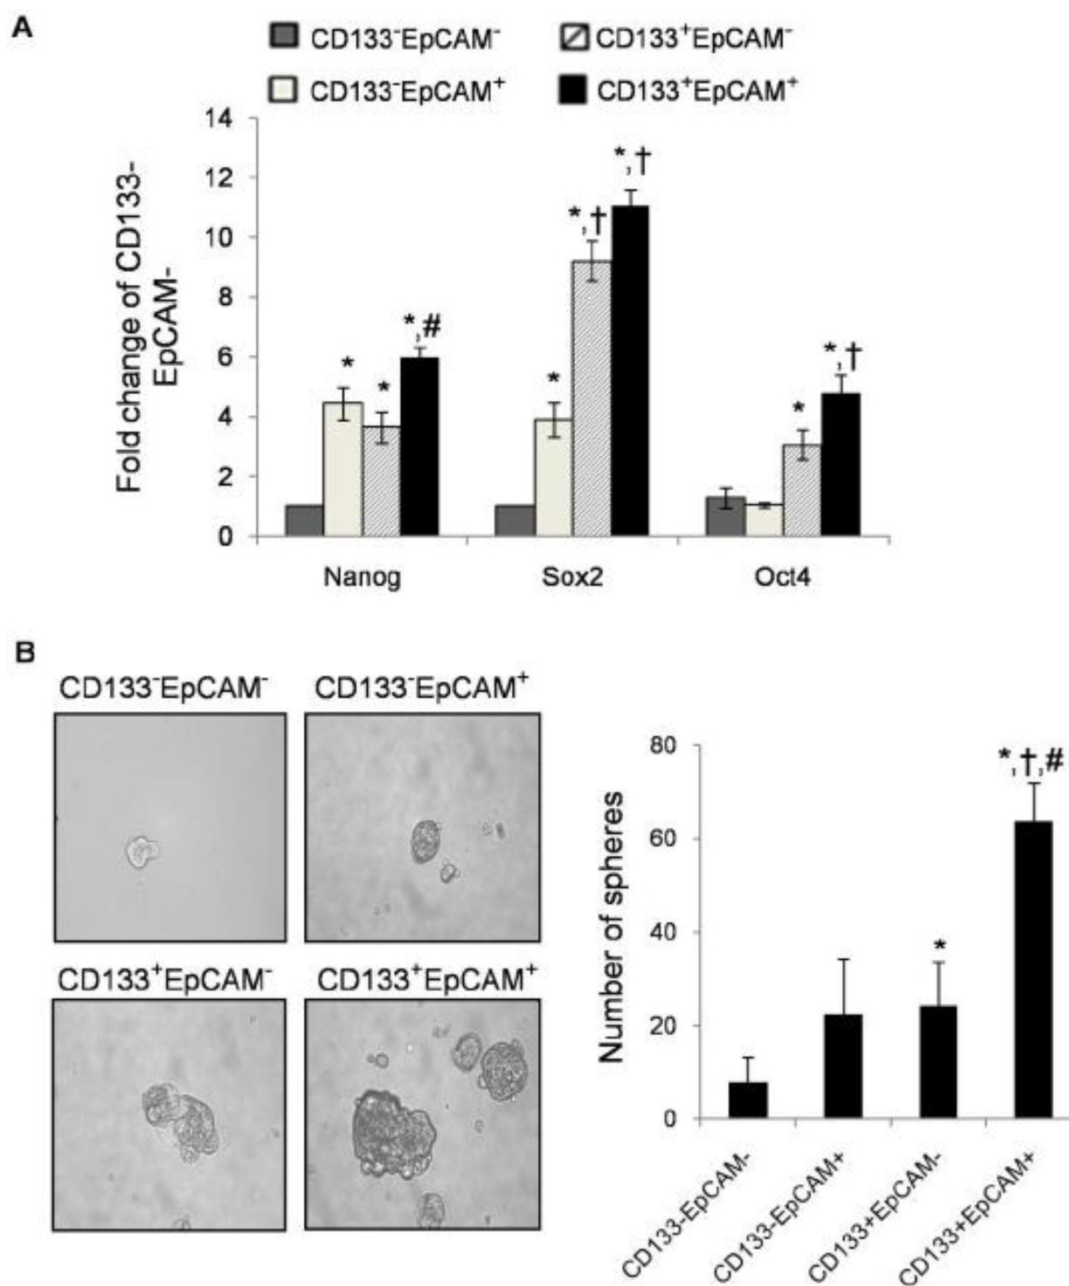 A
CD133⁻EpCAM⁻ CD133⁺EpCAM⁻
CD133⁻EpCAM⁺ CD133⁺EpCAM⁺
Fold change of CD133-
EpCAM-
14
12
10
8
6
4
2
0
* * *,#
* *,† *,†
* *,†
Nanog Sox2 Oct4
B
CD133⁻EpCAM⁻ CD133⁻EpCAM⁺
CD133⁺EpCAM⁻ CD133⁺EpCAM⁺
Number of spheres
80
60
40
20
0
*
*,†,#
CD133-EpCAM-
CD133-EpCAM+
CD133+EpCAM-
CD133+EpCAM+